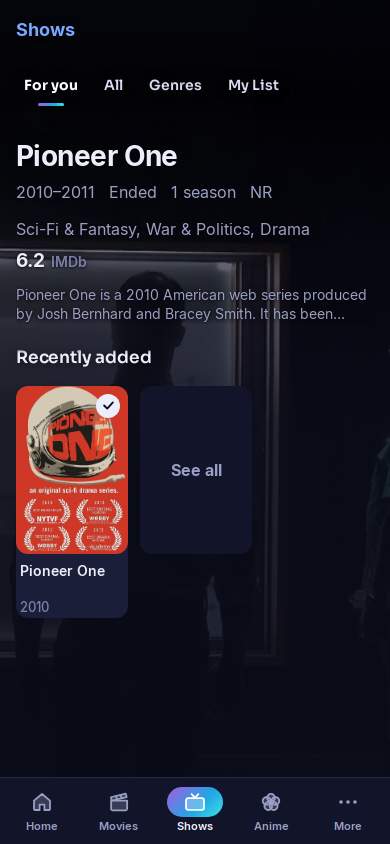 Shows
For you All Genres My List
Pioneer One
2010–2011 Ended 1 season NR
Sci-Fi & Fantasy, War & Politics, Drama
6.2 IMDb
Pioneer One is a 2010 American web series produced
by Josh Bernhard and Bracey Smith. It has been...
Recently added
PIONEER
ONE
an original sci-fi drama series.
NYTVF
WEBBY
See all
Pioneer One
2010
Home Movies Shows Anime More